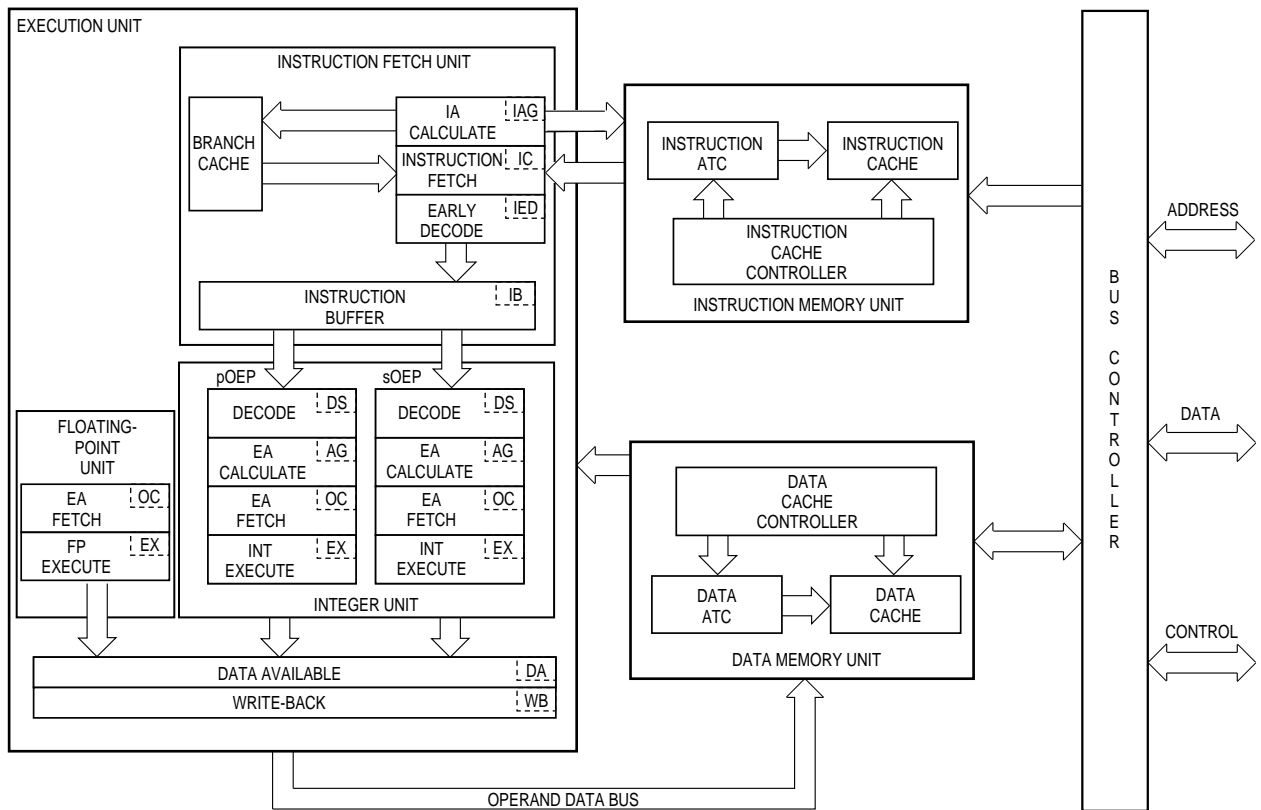 EXECUTION UNIT
INSTRUCTION FETCH UNIT
BRANCH
CACHE
IA
CALCULATE
IAG
INSTRUCTION
FETCH
IC
EARLY
DECODE
IED
INSTRUCTION
BUFFER
IB
pOEP
sOEP
DECODE
DS
EA
CALCULATE
AG
EA
FETCH
OC
INT
EXECUTE
EX
DECODE
DS
EA
CALCULATE
AG
EA
FETCH
OC
INT
EXECUTE
EX
INTEGER UNIT
FLOATING-
POINT
UNIT
EA
FETCH
OC
FP
EXECUTE
EX
DATA AVAILABLE
DA
WRITE-BACK
WB
INSTRUCTION
ATC
INSTRUCTION
CACHE
INSTRUCTION
CACHE
CONTROLLER
INSTRUCTION MEMORY UNIT
DATA
CACHE
CONTROLLER
DATA
ATC
DATA
CACHE
DATA MEMORY UNIT
OPERAND DATA BUS
BUS CONTROLLER
ADDRESS
DATA
CONTROL